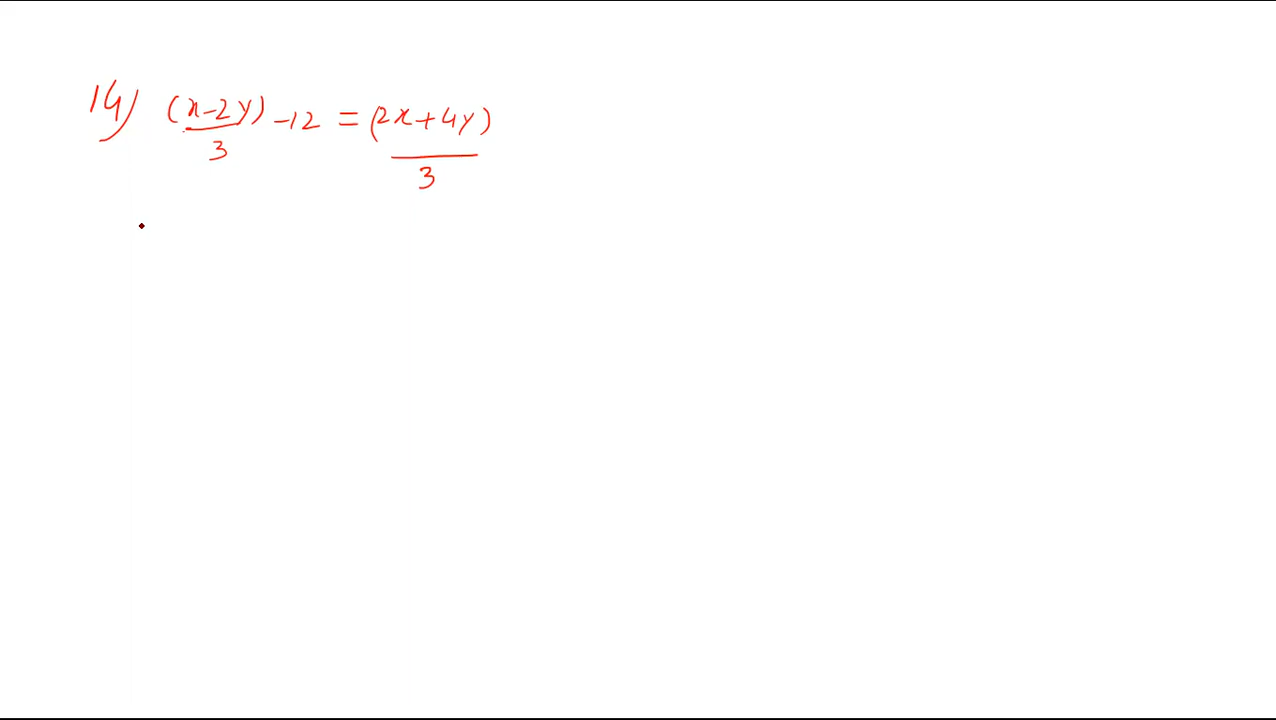 14) (x-2y)/3 -12 = (2x+4y)/3